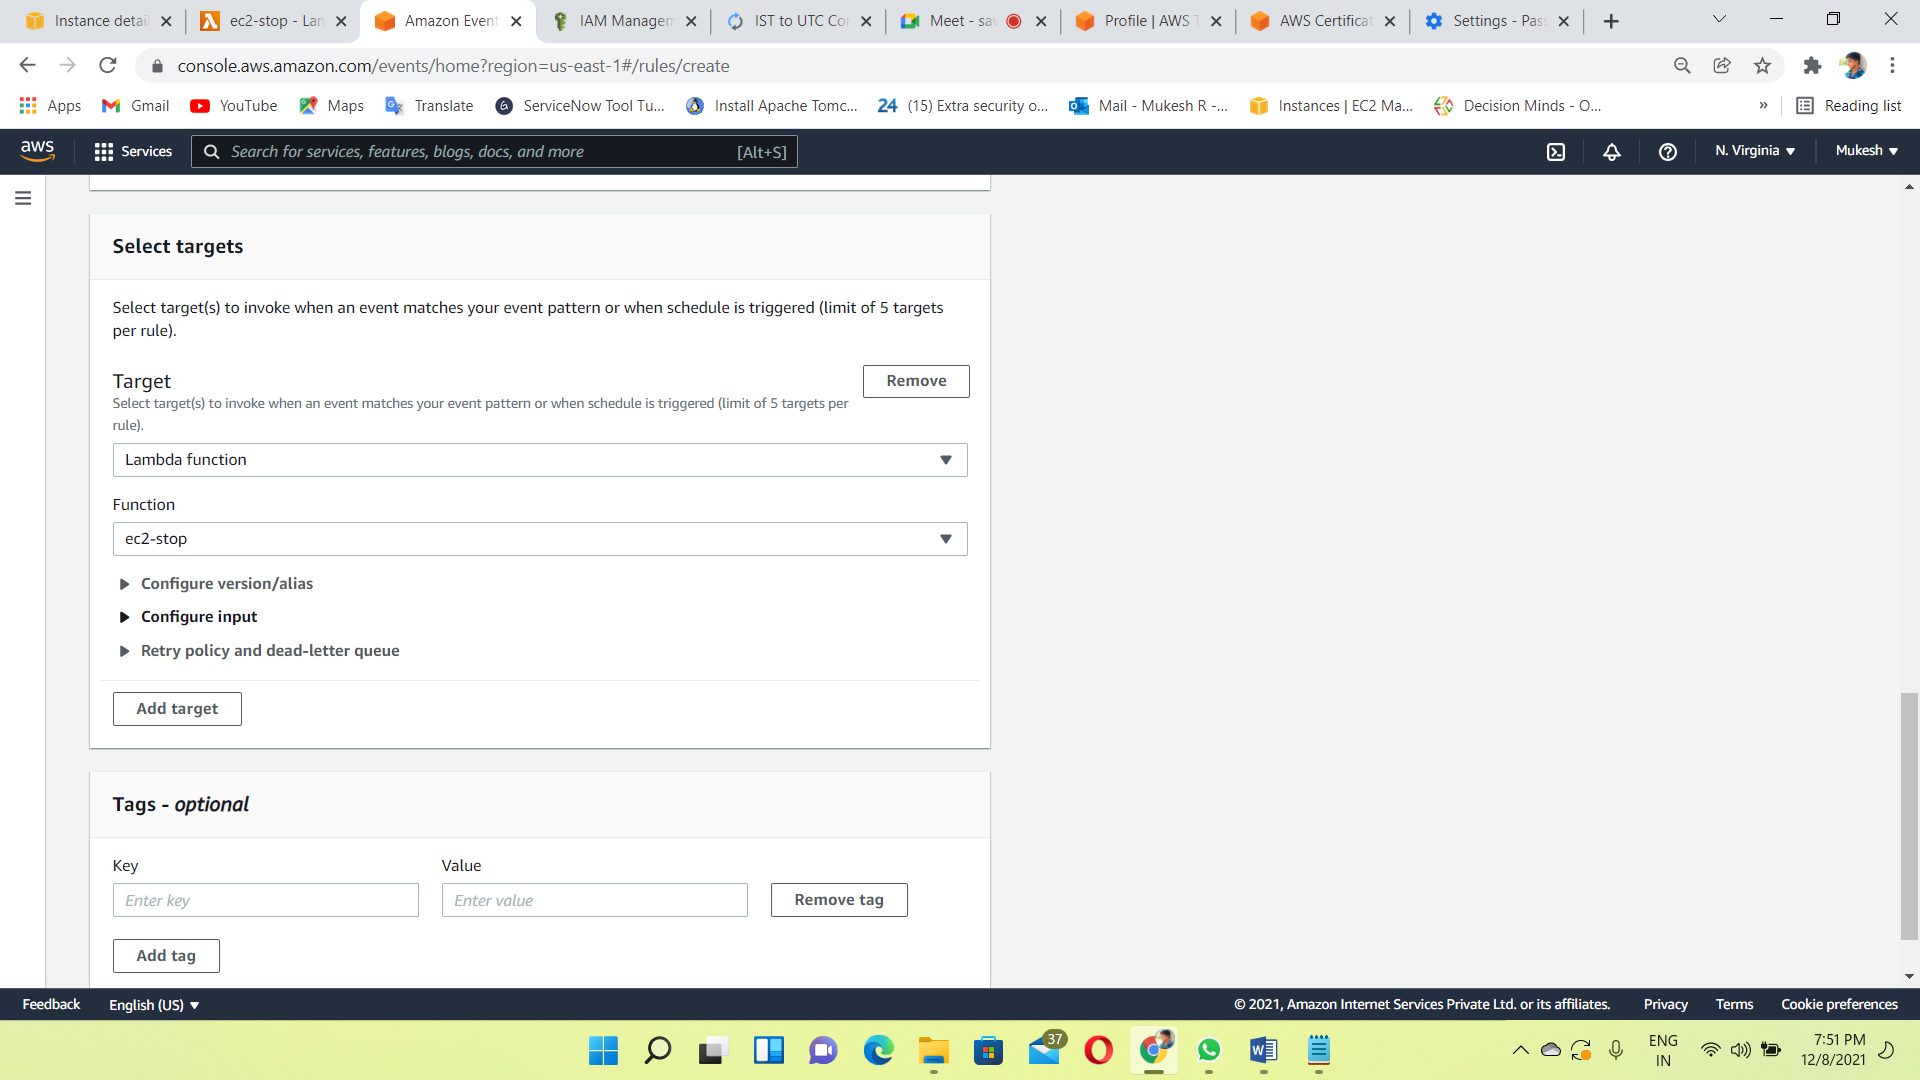 Instance detail
ec2-stop - Lan
Amazon Event
IAM Managem
IST to UTC Con
Meet - sav
Profile | AWS T
AWS Certificat
Settings - Pass
console.aws.amazon.com/events/home?region=us-east-1#/rules/create
Apps
Gmail
YouTube
Maps
Translate
ServiceNow Tool Tu...
Install Apache Tomc...
24 (15) Extra security o...
Mail - Mukesh R -...
Instances | EC2 Ma...
Decision Minds - O...
»
Reading list
aws
Services
Search for services, features, blogs, docs, and more
[Alt+S]
N. Virginia
Mukesh
Select targets
Select target(s) to invoke when an event matches your event pattern or when schedule is triggered (limit of 5 targets
per rule).
Target
Remove
Select target(s) to invoke when an event matches your event pattern or when schedule is triggered (limit of 5 targets per
rule).
Lambda function
Function
ec2-stop
Configure version/alias
Configure input
Retry policy and dead-letter queue
Add target
Tags - optional
Key
Value
Enter key
Enter value
Remove tag
Add tag
Feedback
English (US)
© 2021, Amazon Internet Services Private Ltd. or its affiliates.
Privacy
Terms
Cookie preferences
37
ENG
IN
7:51 PM
12/8/2021